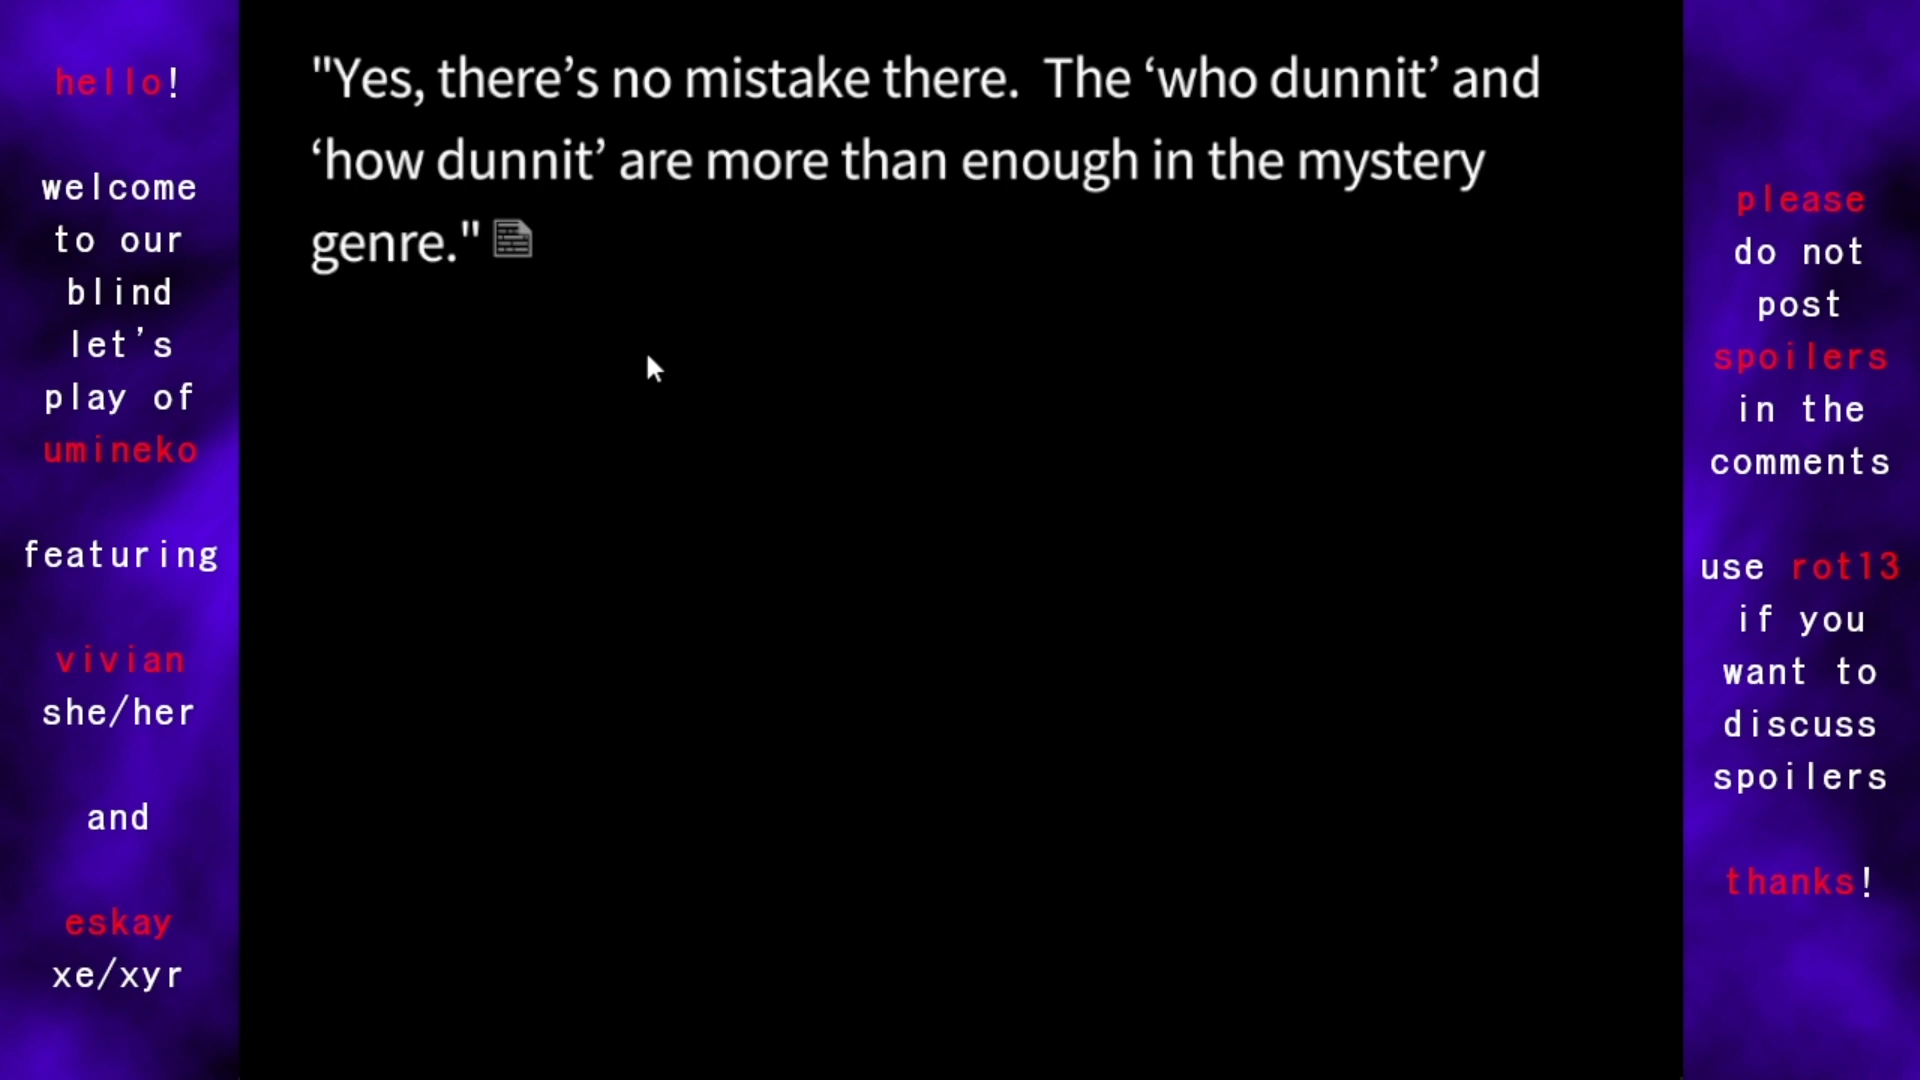 hello!
welcome
to our
blind
let's
play of
umineko
featuring
vivian
she/her
and
eskay
xe/xyr
"Yes, there’s no mistake there.  The ‘who dunnit’ and
‘how dunnit’ are more than enough in the mystery
genre."
please
do not
post
spoilers
in the
comments
use rot13
if you
want to
discuss
spoilers
thanks!